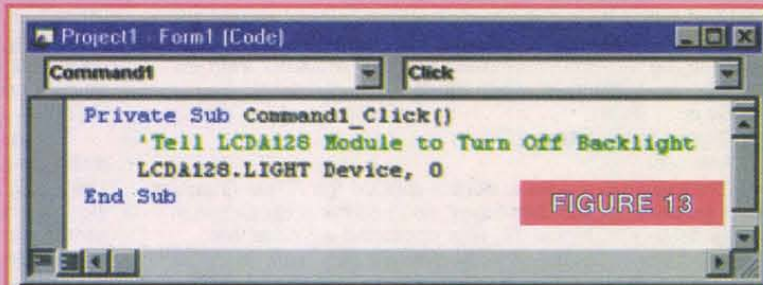 Project1 - Form1 (Code)
Command1 Click
Private Sub Command1_Click()
'Tell LCDA128 Module to Turn Off Backlight
LCDA128.LIGHT Device, 0
End Sub
FIGURE 13